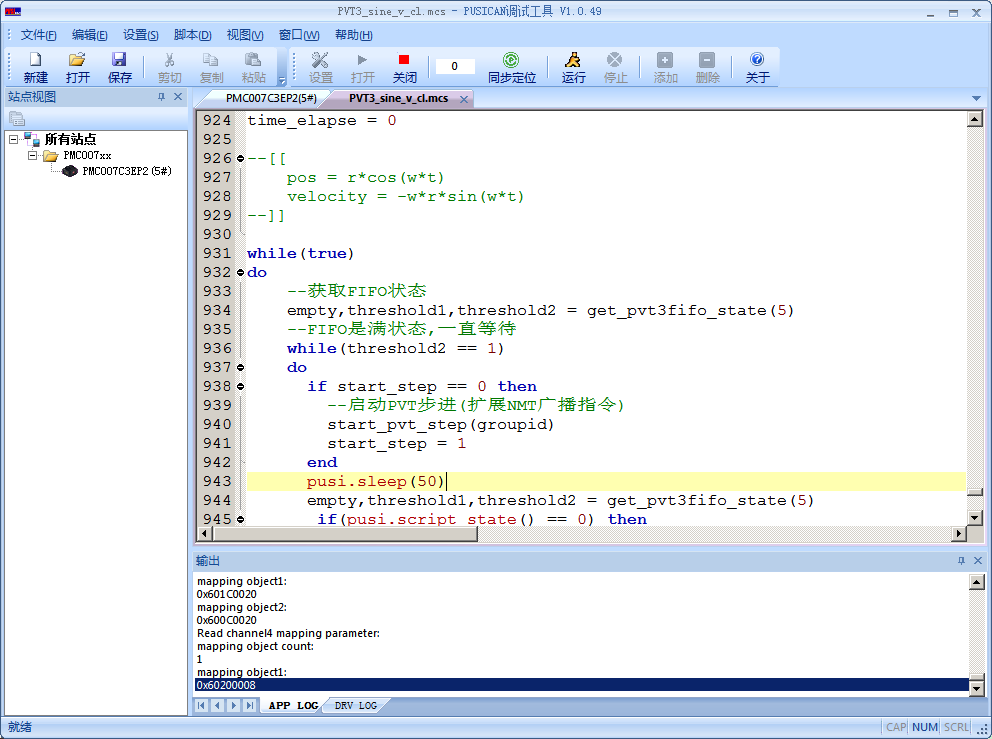 PVT3_sine_v_cl.mcs - PUSICAN调试工具 V1.0.49
文件(F) 编辑(E) 设置(S) 脚本(D) 视图(V) 窗口(W) 帮助(H)
0
新建 打开 保存 剪切 复制 粘贴 设置 打开 关闭 同步定位 运行 停止 添加 删除 关于
站点视图
所有站点
PMC007xx
PMC007C3EP2(5#)
PMC007C3EP2(5#) PVT3_sine_v_cl.mcs
924 time_elapse = 0
925
926 --[[
927 pos = r*cos(w*t)
928 velocity = -w*r*sin(w*t)
929 --]]
930
931 while(true)
932 do
933 --获取FIFO状态
934 empty,threshold1,threshold2 = get_pvt3fifo_state(5)
935 --FIFO是满状态,一直等待
936 while(threshold2 == 1)
937 do
938 if start_step == 0 then
939 --启动PVT步进(扩展NMT广播指令)
940 start_pvt_step(groupid)
941 start_step = 1
942 end
943 pusi.sleep(50)
944 empty,threshold1,threshold2 = get_pvt3fifo_state(5)
945 if(pusi.script_state() == 0) then
输出
mapping object1:
0x601C0020
mapping object2:
0x600C0020
Read channel4 mapping parameter:
mapping object count:
1
mapping object1:
0x60200008
APP LOG DRV LOG
就绪 CAP NUM SCRL